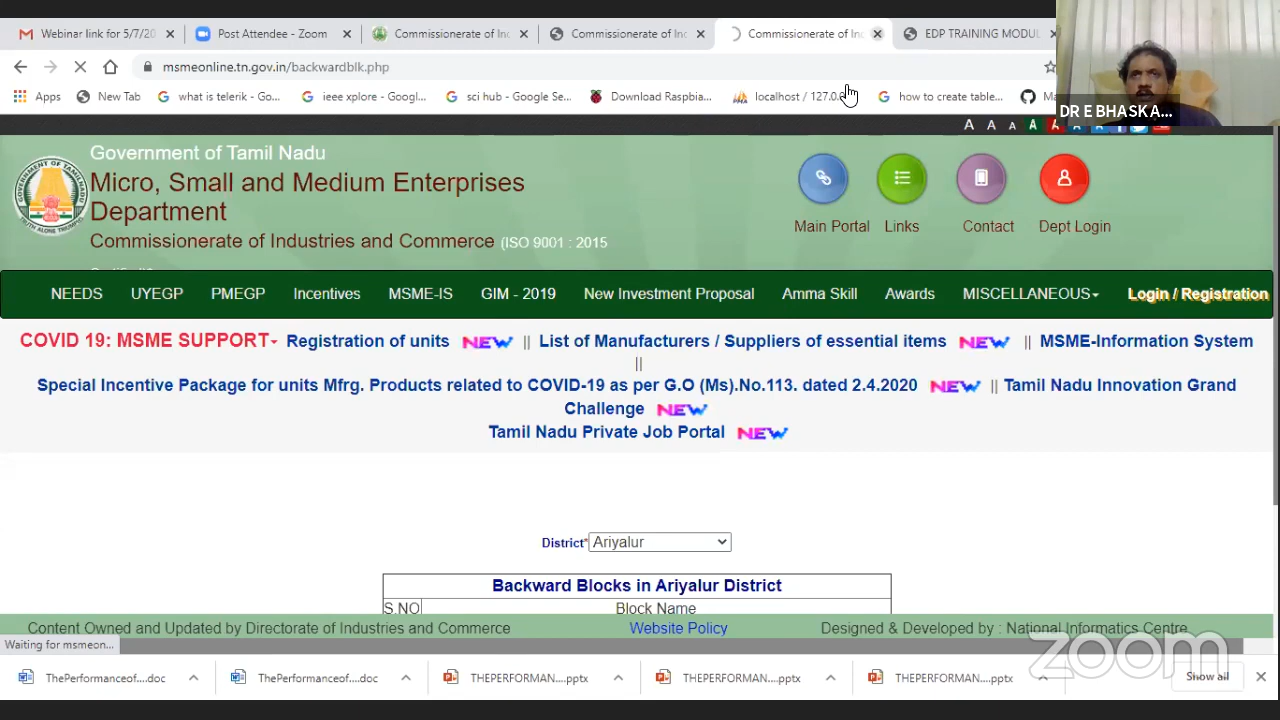 Webinar link for 5/7/20
Post Attendee - Zoom
Commissionerate of Inc
Commissionerate of Inc
Commissionerate of Inc
EDP TRAINING MODUL
msmeonline.tn.gov.in/backwardblk.php
Apps
New Tab
what is telerik - Go...
ieee xplore - Googl...
sci hub - Google Se...
Download Raspbia...
localhost / 127.0.0
how to create table...
DR E BHASKA...
A A A A A
Government of Tamil Nadu
Micro, Small and Medium Enterprises
Department
Commissionerate of Industries and Commerce (ISO 9001 : 2015
Main Portal
Links
Contact
Dept Login
NEEDS UYEGP PMEGP Incentives MSME-IS GIM - 2019 New Investment Proposal Amma Skill Awards MISCELLANEOUS Login / Registration
COVID 19: MSME SUPPORT Registration of units NEW || List of Manufacturers / Suppliers of essential items NEW || MSME-Information System
||
Special Incentive Package for units Mfrg. Products related to COVID-19 as per G.O (Ms).No.113. dated 2.4.2020 NEW || Tamil Nadu Innovation Grand
Challenge NEW
Tamil Nadu Private Job Portal NEW
District* Ariyalur
Backward Blocks in Ariyalur District
S.NO Block Name
Content Owned and Updated by Directorate of Industries and Commerce
Website Policy
Designed & Developed by : National Informatics Centre
Waiting for msmeon...
zoom
ThePerformanceof....doc
ThePerformanceof....doc
THEPERFORMAN....pptx
THEPERFORMAN....pptx
THEPERFORMAN....pptx
Show all